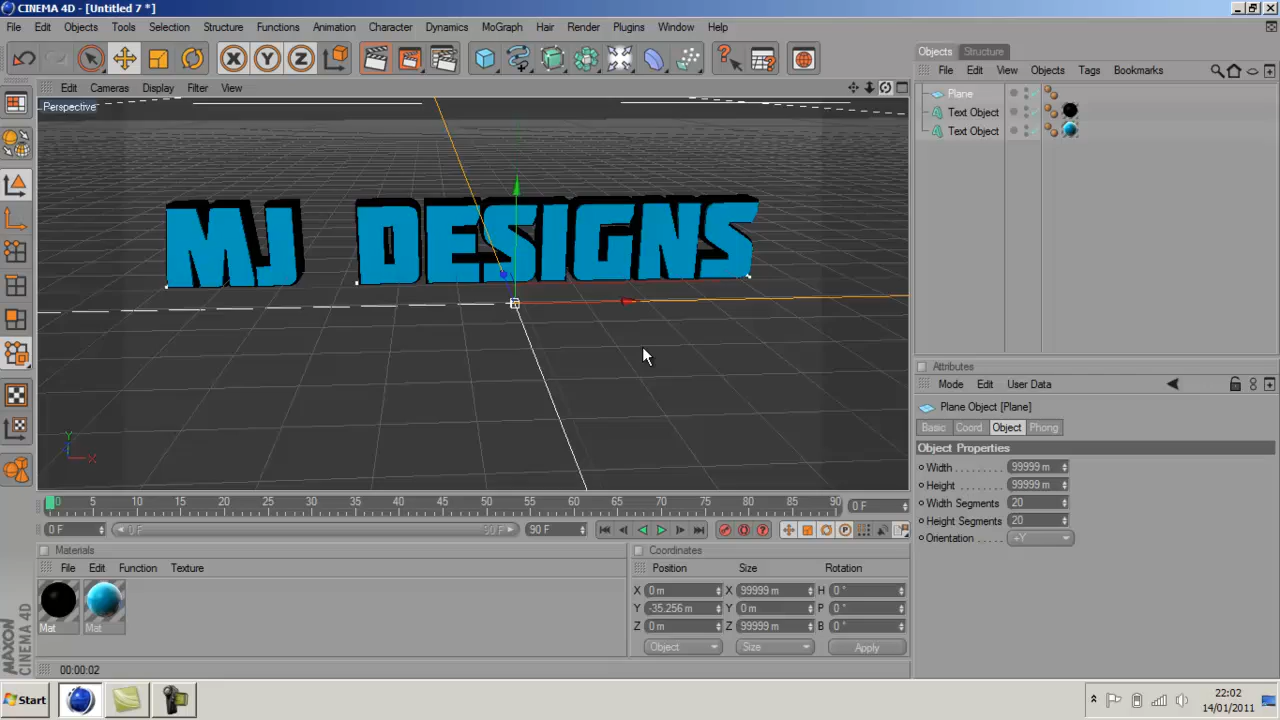 CINEMA 4D - [Untitled 7 *]
File Edit Objects Tools Selection Structure Functions Animation Character Dynamics MoGraph Hair Render Plugins Window Help
X Y Z
Objects Structure
File Edit View Objects Tags Bookmarks
Edit Cameras Display Filter View
Perspective
Plane
Text Object
Text Object
MJ DESIGNS
Y
X
Attributes
Mode Edit User Data
Plane Object [Plane]
Basic Coord Object Phong
Object Properties
Width 99999 m
Height 99999 m
Width Segments 20
Height Segments 20
Orientation +Y
0 5 10 15 20 25 30 35 40 45 50 55 60 65 70 75 80 85 90 0 F
0 F 0 F 90 F 90 F
Materials
File Edit Function Texture
Mat Mat
Coordinates
Position Size Rotation
X 0 m X 99999 m H 0 °
Y -35.256 m Y 0 m P 0 °
Z 0 m Z 99999 m B 0 °
Object Size Apply
MAXON
CINEMA 4D
00:00:02
Start
22:02
14/01/2011